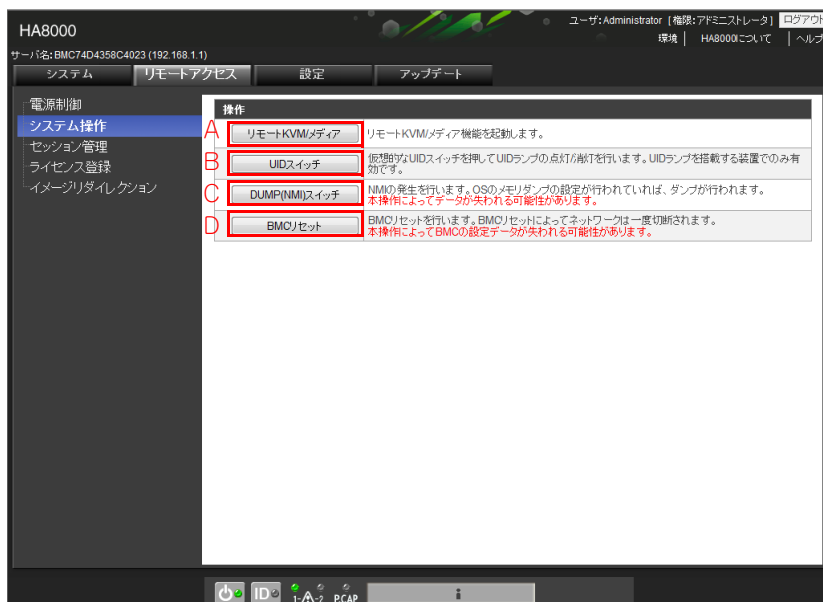 HA8000
ユーザ:Administrator [権限:アドミニストレータ] ログアウト
環境 HA8000について ヘルプ
サーバ名:BMC74D4358C4023 (192.168.1.1)
システム リモートアクセス 設定 アップデート
電源制御
システム操作
セッション管理
ライセンス登録
イメージリダイレクション
操作
A リモートKVM/メディア リモートKVM/メディア機能を起動します。
B UIDスイッチ 仮想的なUIDスイッチを押してUIDランプの点灯/消灯を行います。UIDランプを搭載する装置でのみ有
効です。
C DUMP(NMI)スイッチ NMIの発生を行います。OSのメモリダンプの設定が行われていれば、ダンプが行われます。
本操作によってデータが失われる可能性があります。
D BMCリセット BMCリセットを行います。BMCリセットによってネットワークは一度切断されます。
本操作によってBMCの設定データが失われる可能性があります。
ID 1 2 P.CAP i